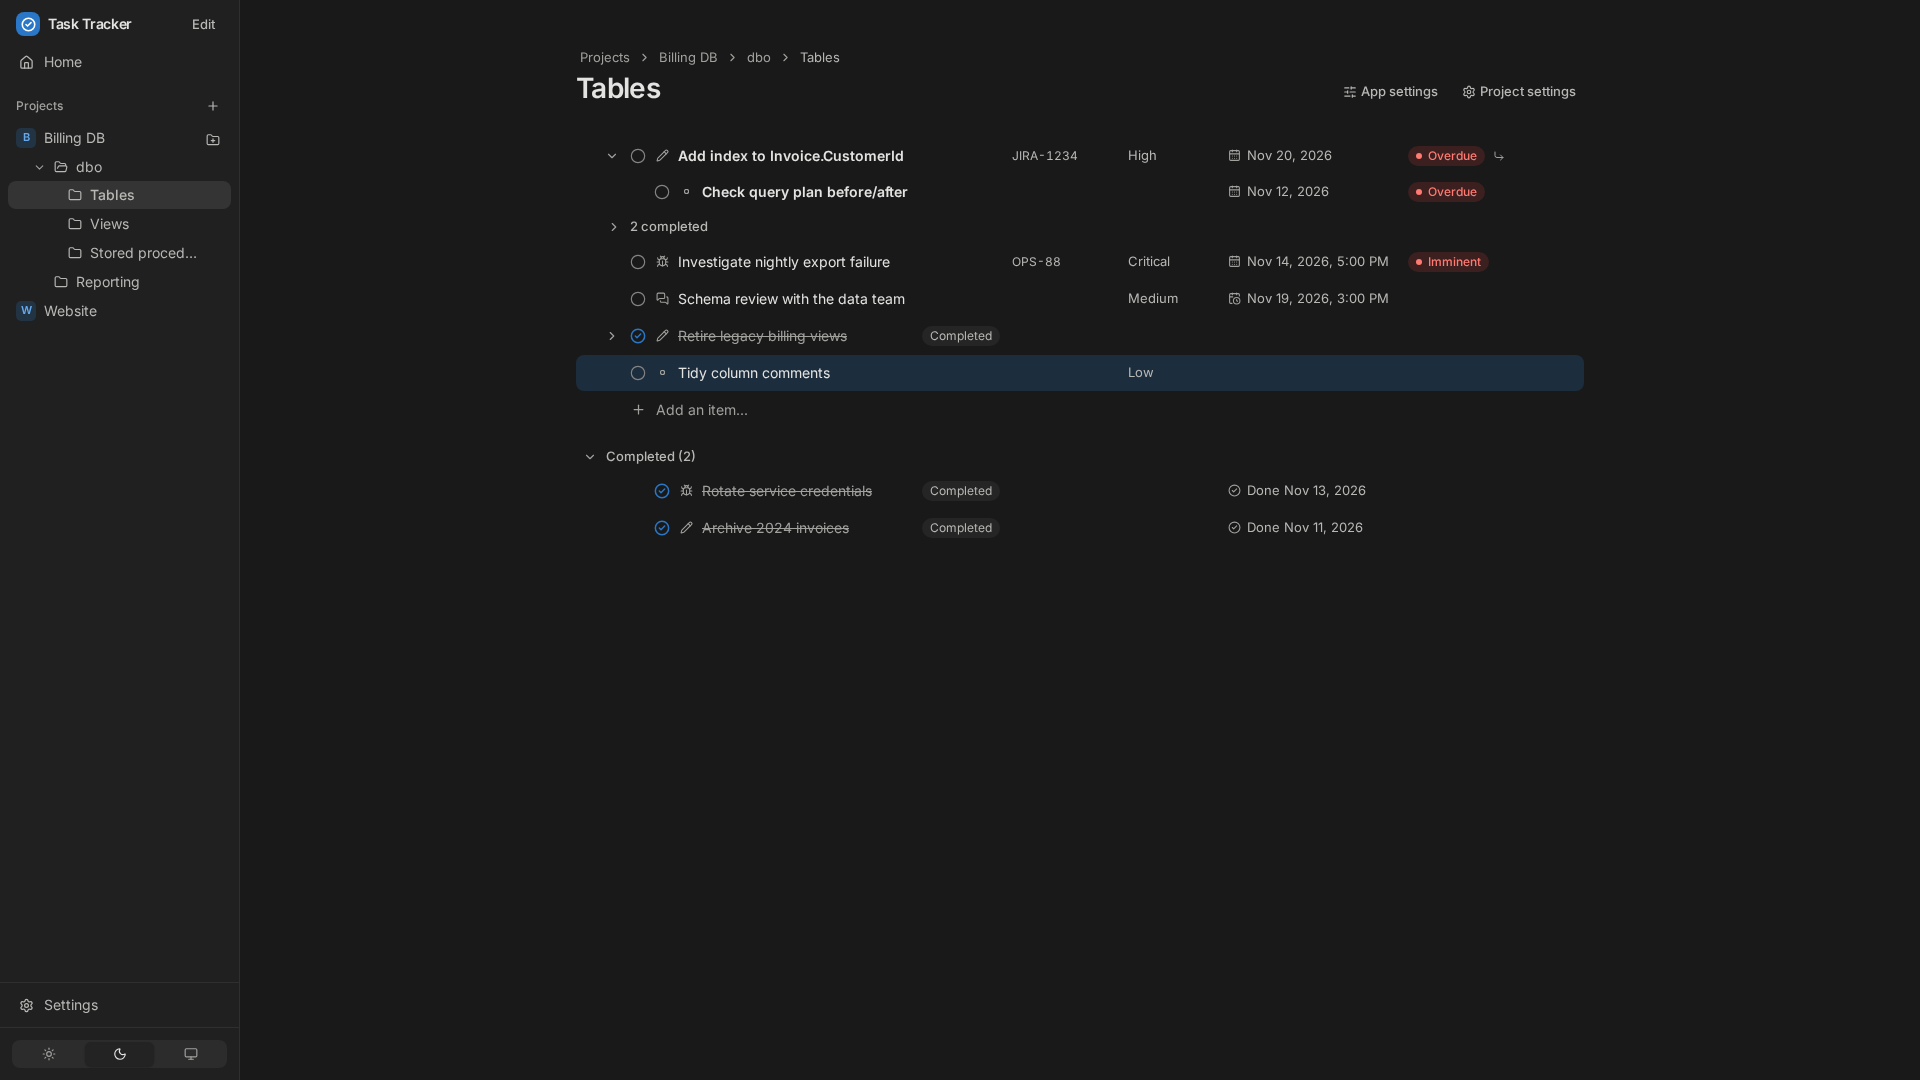 Task Tracker
Edit
Home
Projects
B Billing DB
dbo
Tables
Views
Stored proced...
Reporting
W Website
Settings
Projects > Billing DB > dbo > Tables
Tables
App settings
Project settings
Add index to Invoice.CustomerId JIRA-1234 High Nov 20, 2026 Overdue
Check query plan before/after Nov 12, 2026 Overdue
2 completed
Investigate nightly export failure OPS-88 Critical Nov 14, 2026, 5:00 PM Imminent
Schema review with the data team Medium Nov 19, 2026, 3:00 PM
Retire legacy billing views Completed
Tidy column comments Low
Add an item...
Completed (2)
Rotate service credentials Completed Done Nov 13, 2026
Archive 2024 invoices Completed Done Nov 11, 2026